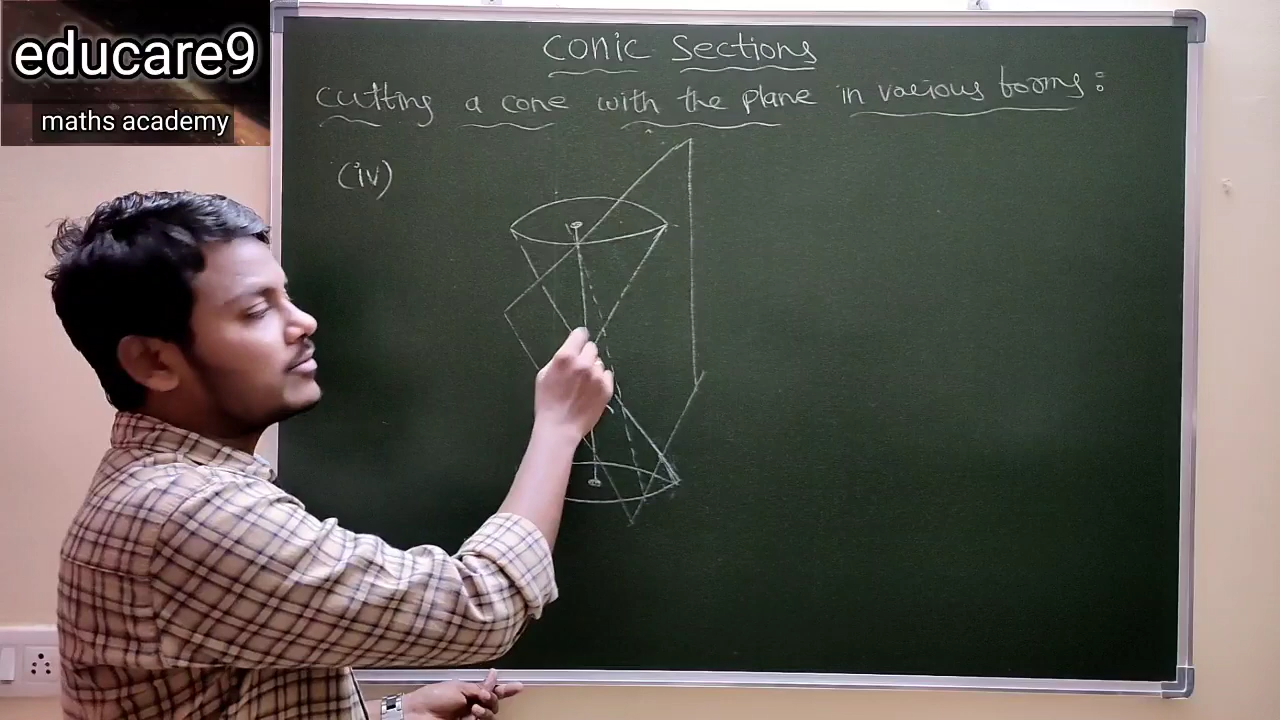 educare9
maths academy
Conic Sections
Cutting a cone with the plane in various forms:
(iv)